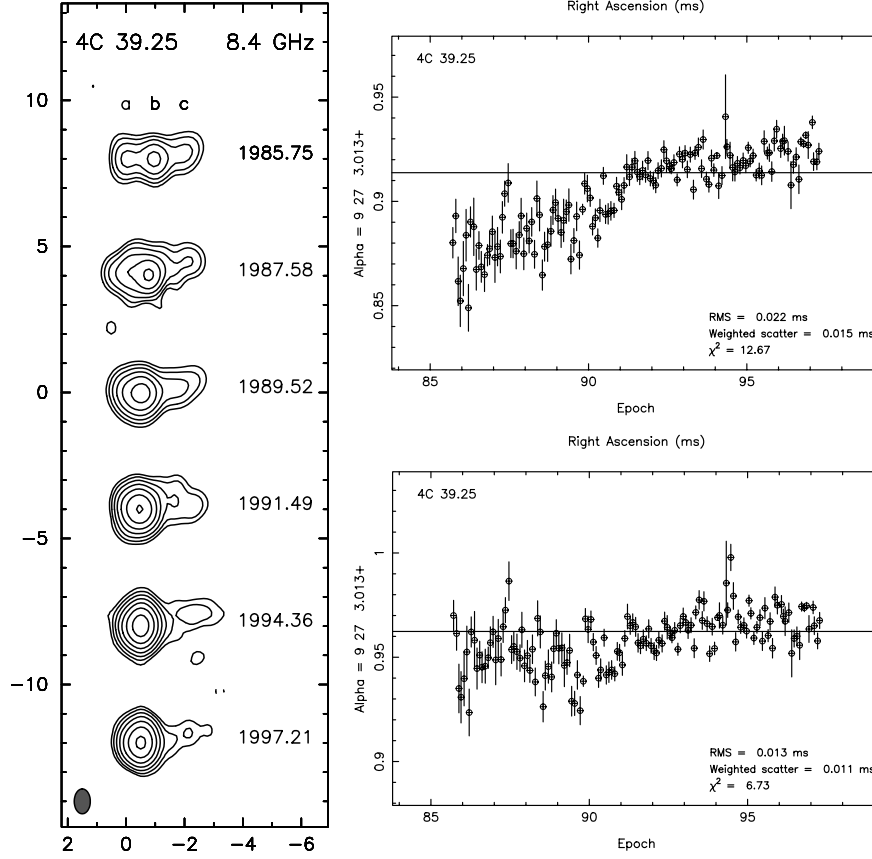 4C 39.25 8.4 GHz
10
a b c
1985.75
5
1987.58
0
1989.52
1991.49
−5
1994.36
−10
1997.21
2 0 −2 −4 −6
Right Ascension (ms)
4C 39.25
0.95
0.9
0.85
Alpha = 9 27 3.013+
RMS = 0.022 ms
Weighted scatter = 0.015 ms
χ² = 12.67
85 90 95
Epoch
Right Ascension (ms)
4C 39.25
1
0.95
0.9
Alpha = 9 27 3.013+
RMS = 0.013 ms
Weighted scatter = 0.011 ms
χ² = 6.73
85 90 95
Epoch